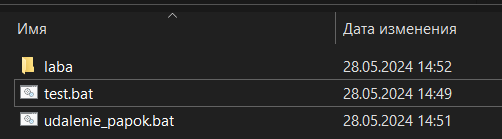 Имя Дата изменения
laba 28.05.2024 14:52
test.bat 28.05.2024 14:49
udalenie_papok.bat 28.05.2024 14:51